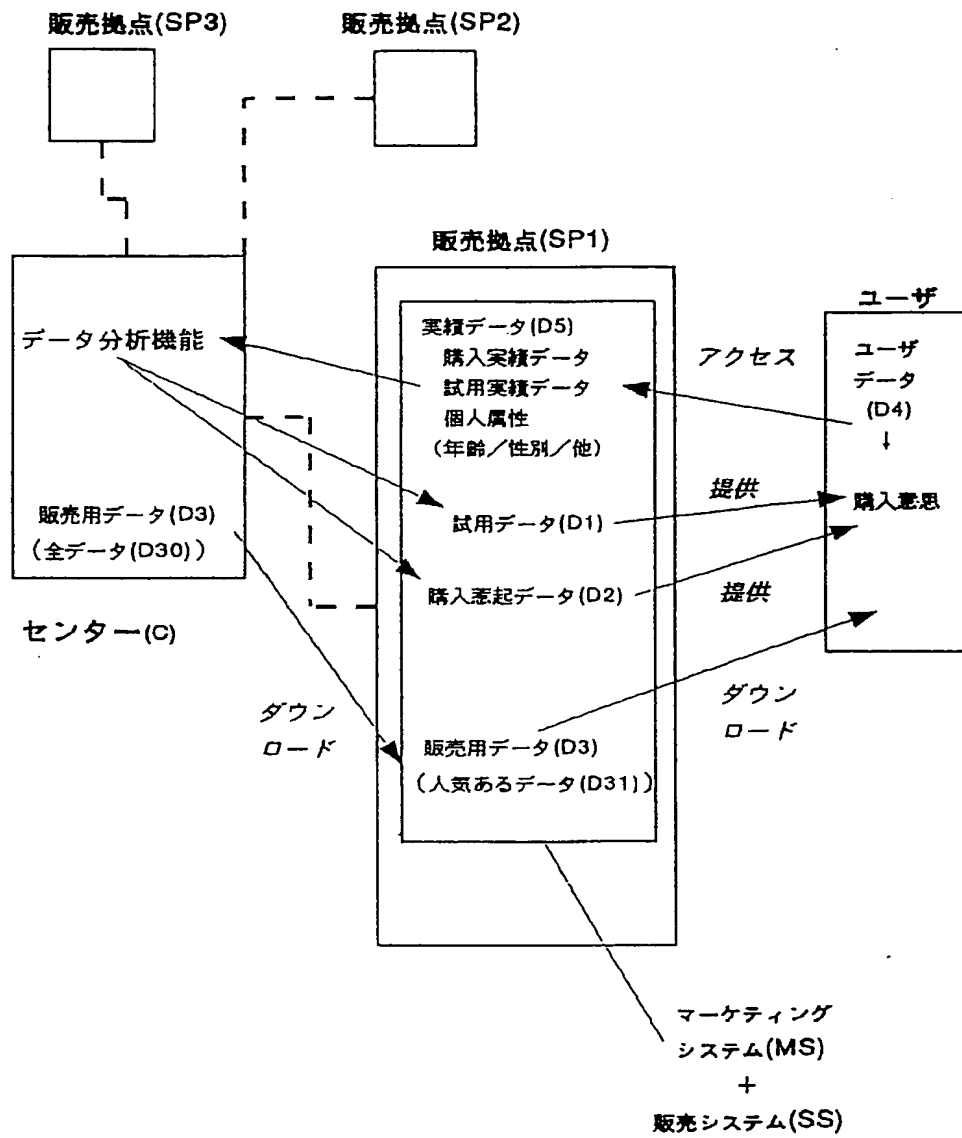 販売拠点(SP3)
販売拠点(SP2)
販売拠点(SP1)
データ分析機能
販売用データ(D3)
(全データ(D30))
センター(C)
実績データ(D5)
購入実績データ
試用実績データ
個人属性
(年齢/性別/他)
試用データ(D1)
購入惹起データ(D2)
販売用データ(D3)
(人気あるデータ(D31))
ダウン
ロード
アクセス
提供
提供
ダウン
ロード
ユーザ
ユーザ
データ
(D4)
↓
購入意思
マーケティング
システム(MS)
+
販売システム(SS)